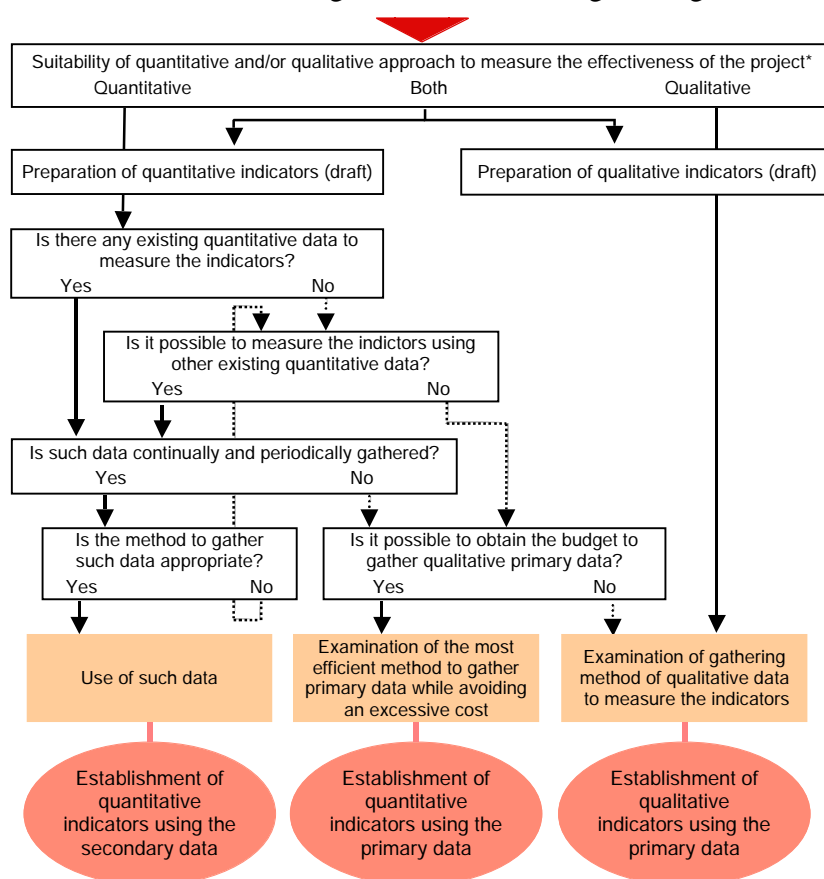 Suitability of quantitative and/or qualitative approach to measure the effectiveness of the project*
Quantitative Both Qualitative
Preparation of quantitative indicators (draft)
Preparation of qualitative indicators (draft)
Is there any existing quantitative data to
measure the indicators?
Yes No
Is it possible to measure the indictors using
other existing quantitative data?
Yes No
Is such data continually and periodically gathered?
Yes No
Is the method to gather
such data appropriate?
Yes No
Is it possible to obtain the budget to
gather qualitative primary data?
Yes No
Use of such data
Examination of the most
efficient method to gather
primary data while avoiding
an excessive cost
Examination of gathering
method of qualitative data
to measure the indicators
Establishment of
quantitative
indicators using the
secondary data
Establishment of
quantitative
indicators using the
primary data
Establishment of
qualitative
indicators using the
primary data